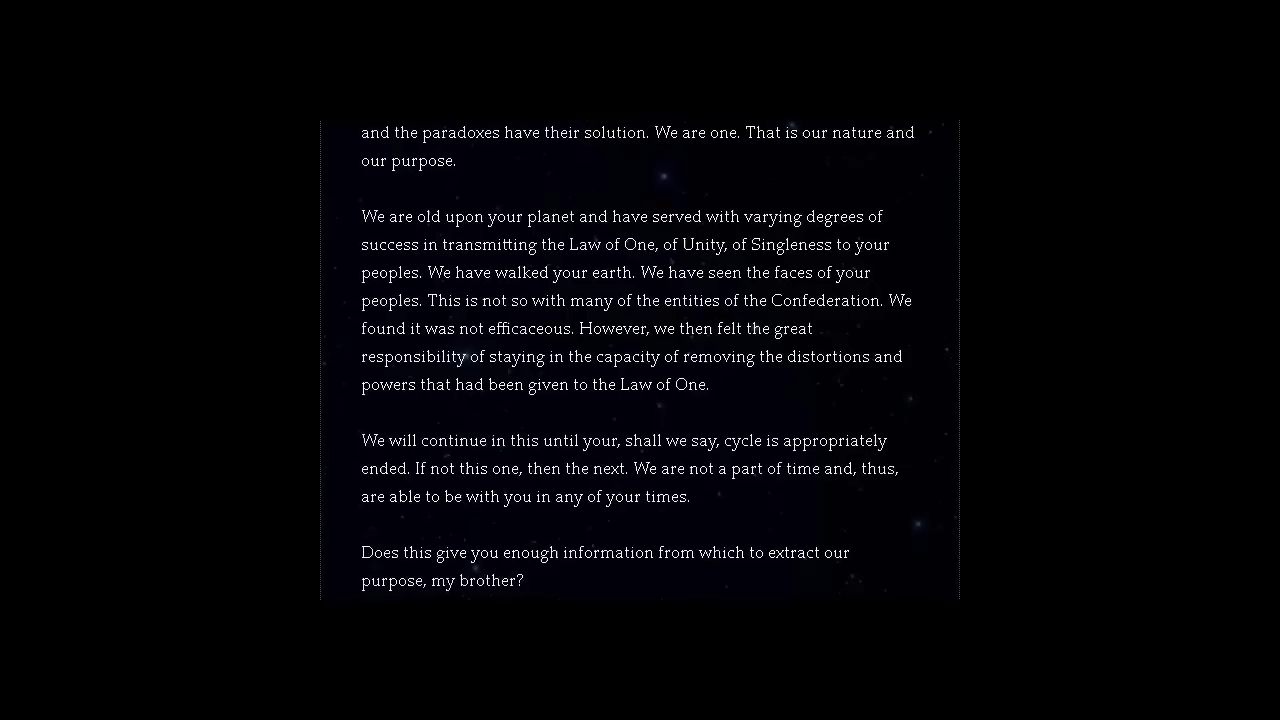 and the paradoxes have their solution. We are one. That is our nature and
our purpose.
We are old upon your planet and have served with varying degrees of
success in transmitting the Law of One, of Unity, of Singleness to your
peoples. We have walked your earth. We have seen the faces of your
peoples. This is not so with many of the entities of the Confederation. We
found it was not efficaceous. However, we then felt the great
responsibility of staying in the capacity of removing the distortions and
powers that had been given to the Law of One.
We will continue in this until your, shall we say, cycle is appropriately
ended. If not this one, then the next. We are not a part of time and, thus,
are able to be with you in any of your times.
Does this give you enough information from which to extract our
purpose, my brother?